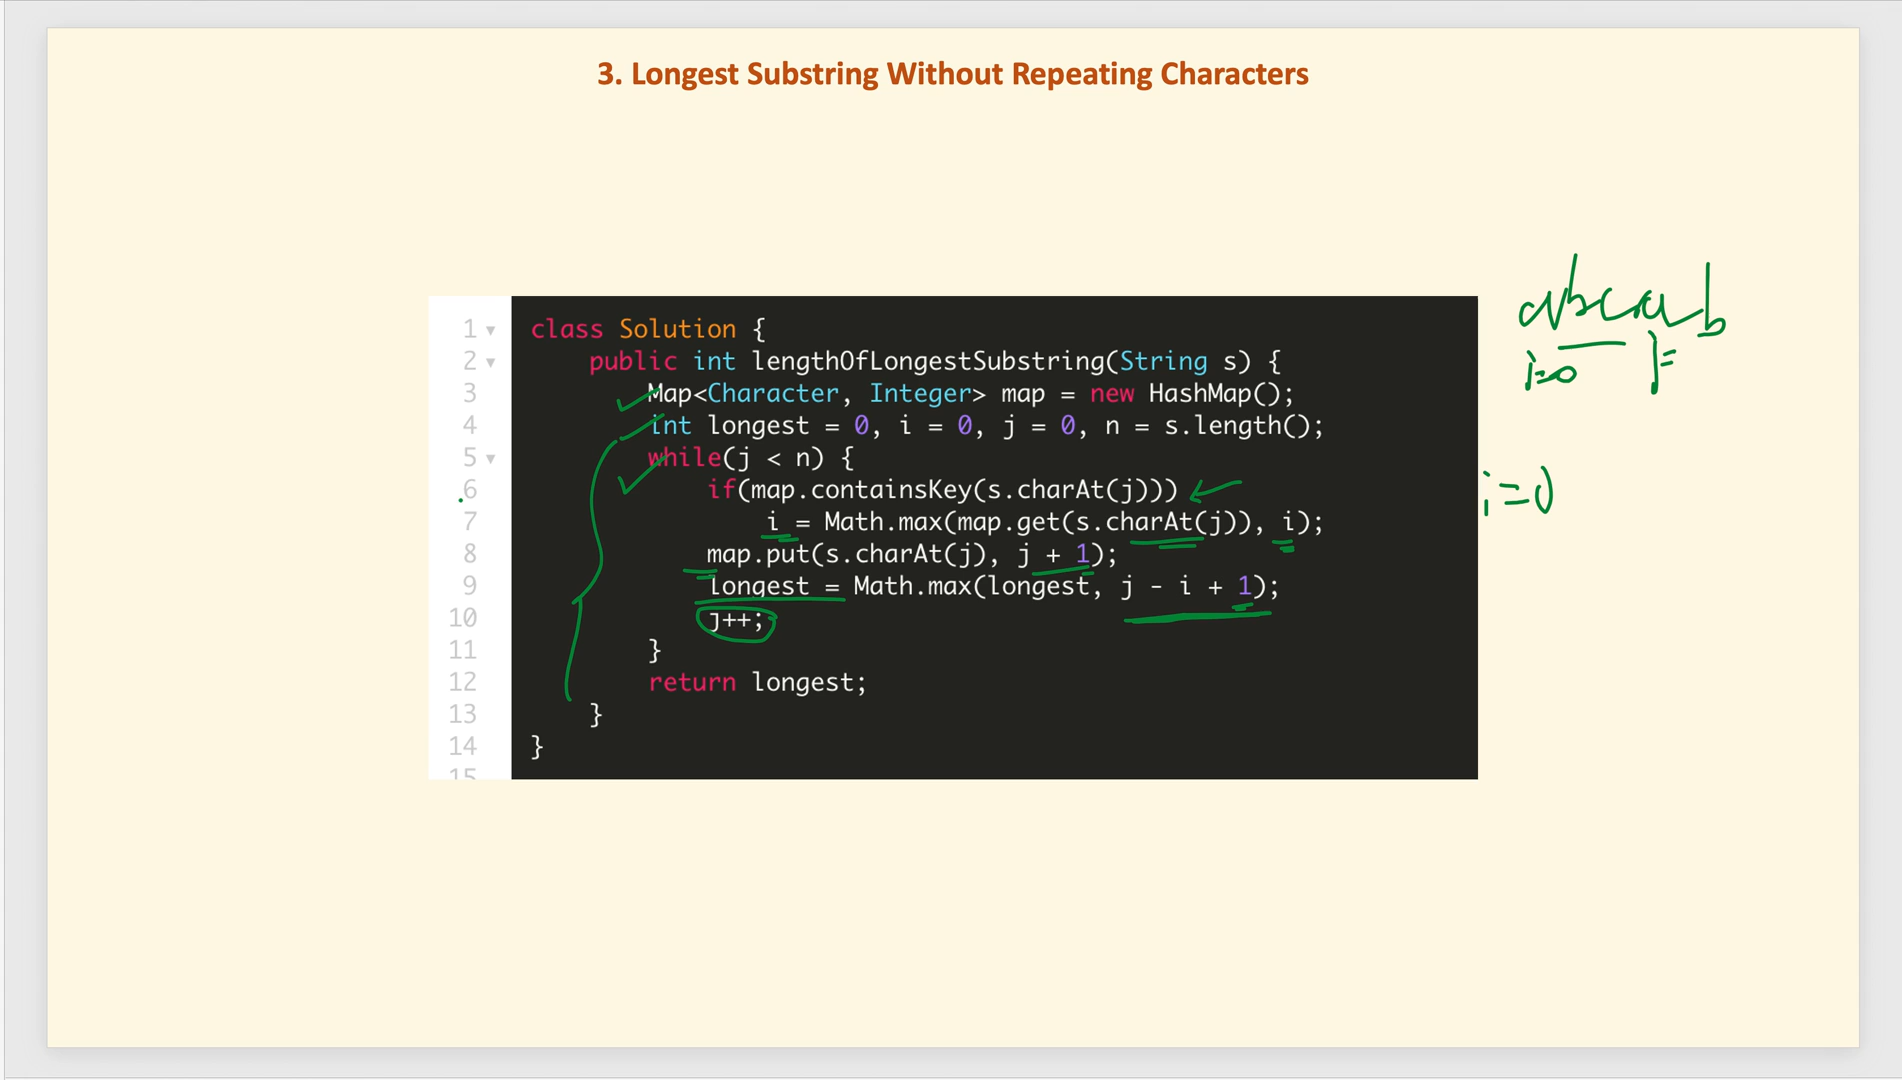 3. Longest Substring Without Repeating Characters
1 class Solution {
2 public int lengthOfLongestSubstring(String s) {
3 Map<Character, Integer> map = new HashMap();
4 int longest = 0, i = 0, j = 0, n = s.length();
5 while(j < n) {
6 if(map.containsKey(s.charAt(j)))
7 i = Math.max(map.get(s.charAt(j)), i);
8 map.put(s.charAt(j), j + 1);
9 longest = Math.max(longest, j - i + 1);
10 j++;
11 }
12 return longest;
13 }
14 }
15
abcab
i=0 j=
i=0